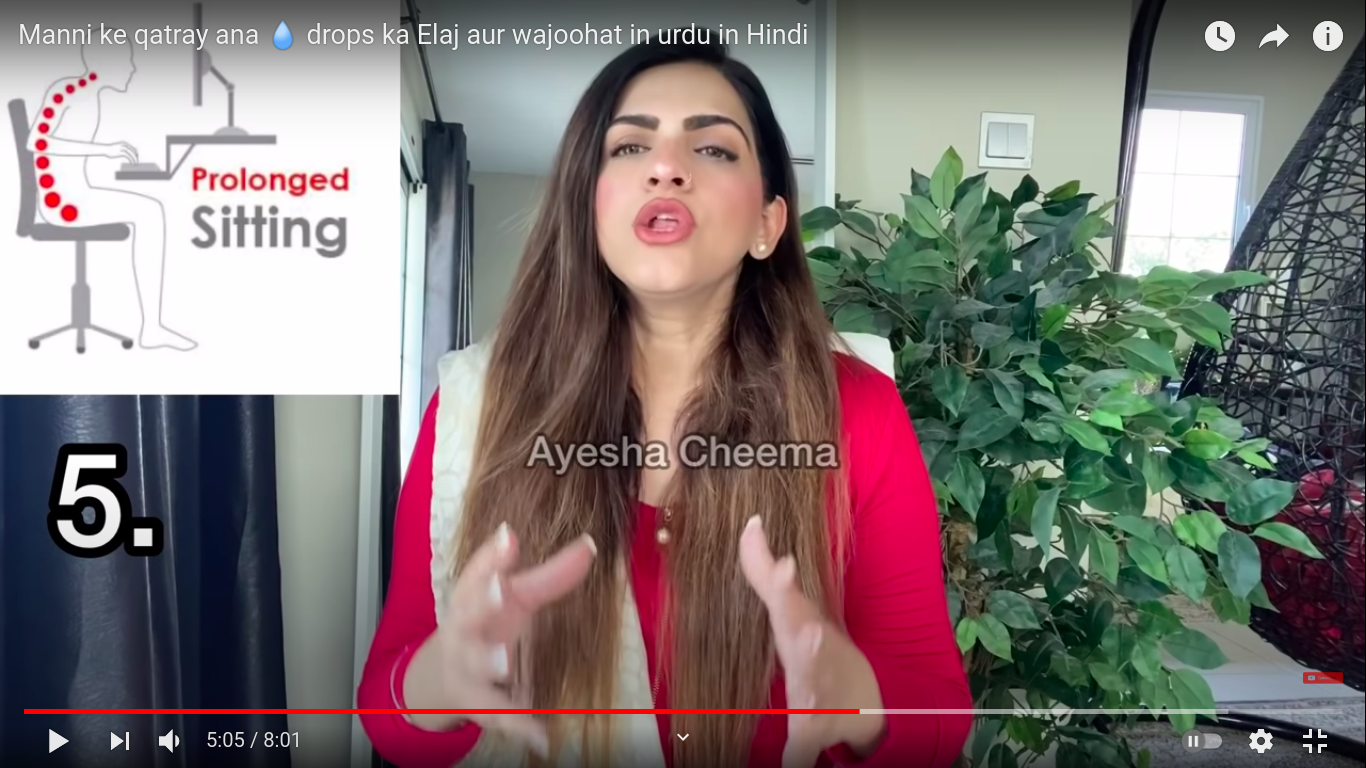 Manni ke qatray ana 💧 drops ka Elaj aur wajoohat in urdu in Hindi
Prolonged
Sitting
Ayesha Cheema
5.
5:05 / 8:01